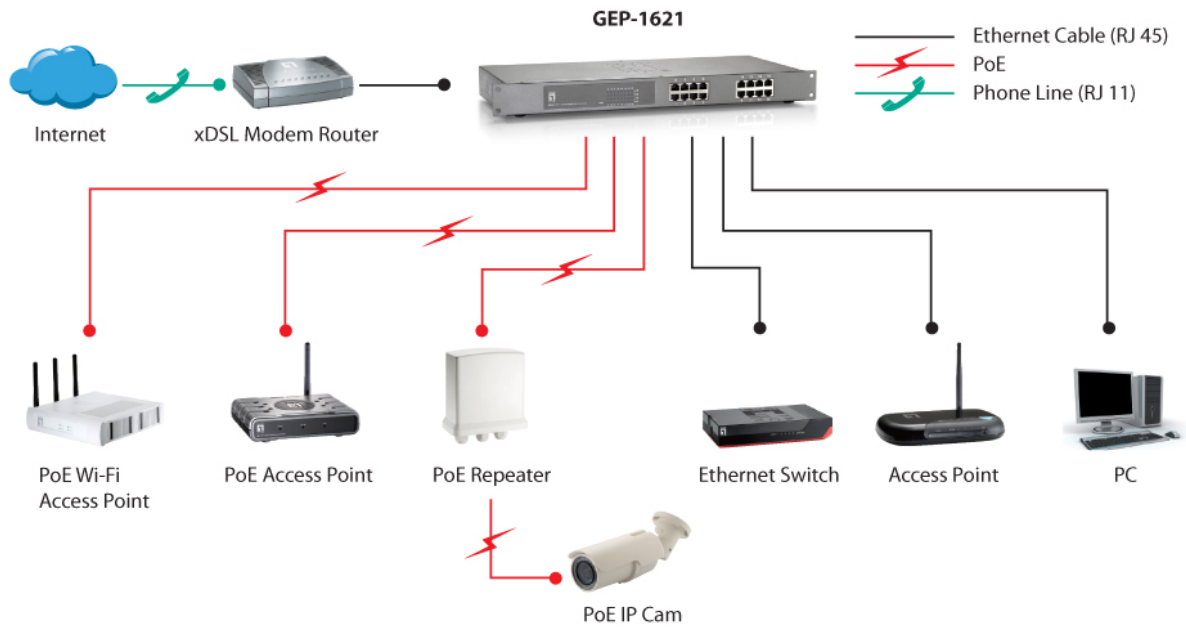 GEP-1621
Ethernet Cable (RJ 45)
PoE
Phone Line (RJ 11)
Internet
xDSL Modem Router
PoE Wi-Fi
Access Point
PoE Access Point
PoE Repeater
Ethernet Switch
Access Point
PC
PoE IP Cam